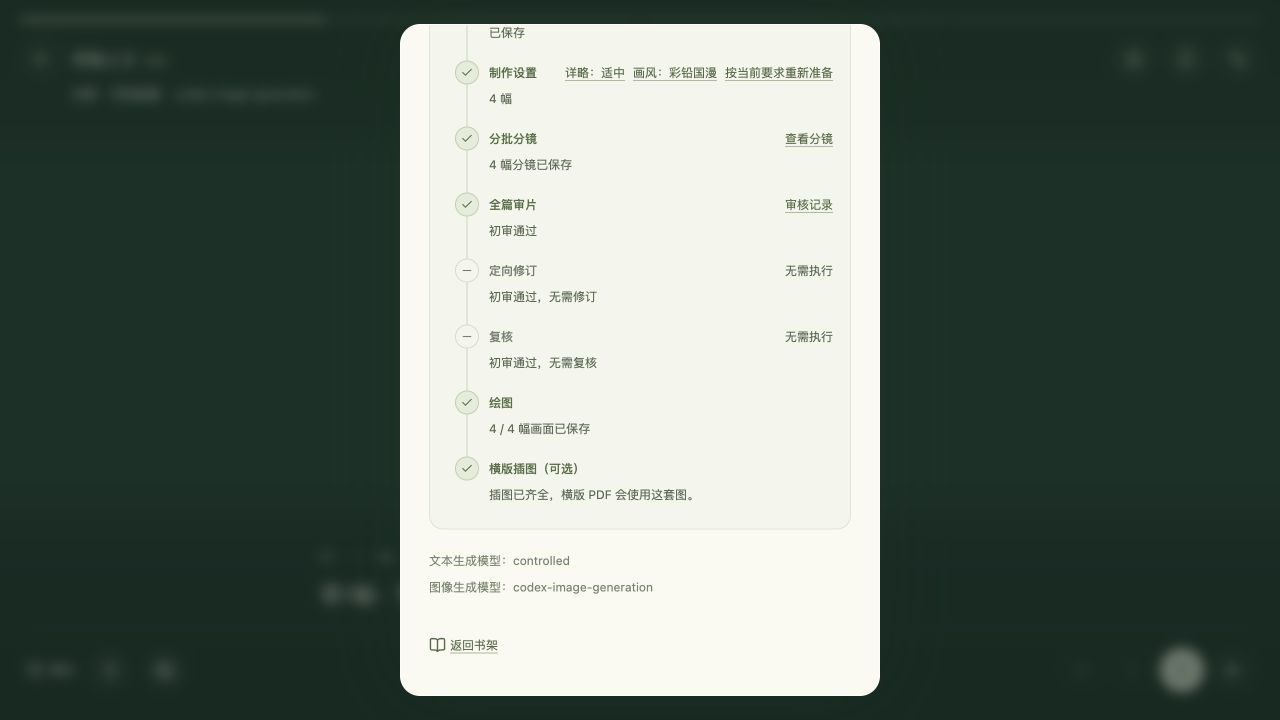 已保存
制作设置 详略：适中 画风：彩铅国漫 按当前要求重新准备
4 幅
分批分镜 查看分镜
4 幅分镜已保存
全篇审片 审核记录
初审通过
定向修订 无需执行
初审通过，无需修订
复核 无需执行
初审通过，无需复核
绘图
4 / 4 幅画面已保存
横版插图（可选）
插图已齐全，横版 PDF 会使用这套图。
文本生成模型：controlled
图像生成模型：codex-image-generation
返回书架